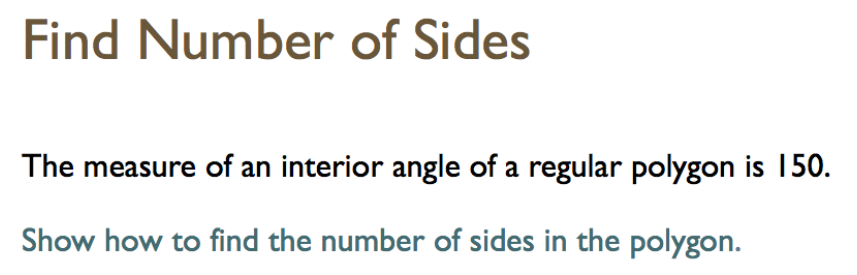 Find Number of Sides
The measure of an interior angle of a regular polygon is 150.
Show how to find the number of sides in the polygon.